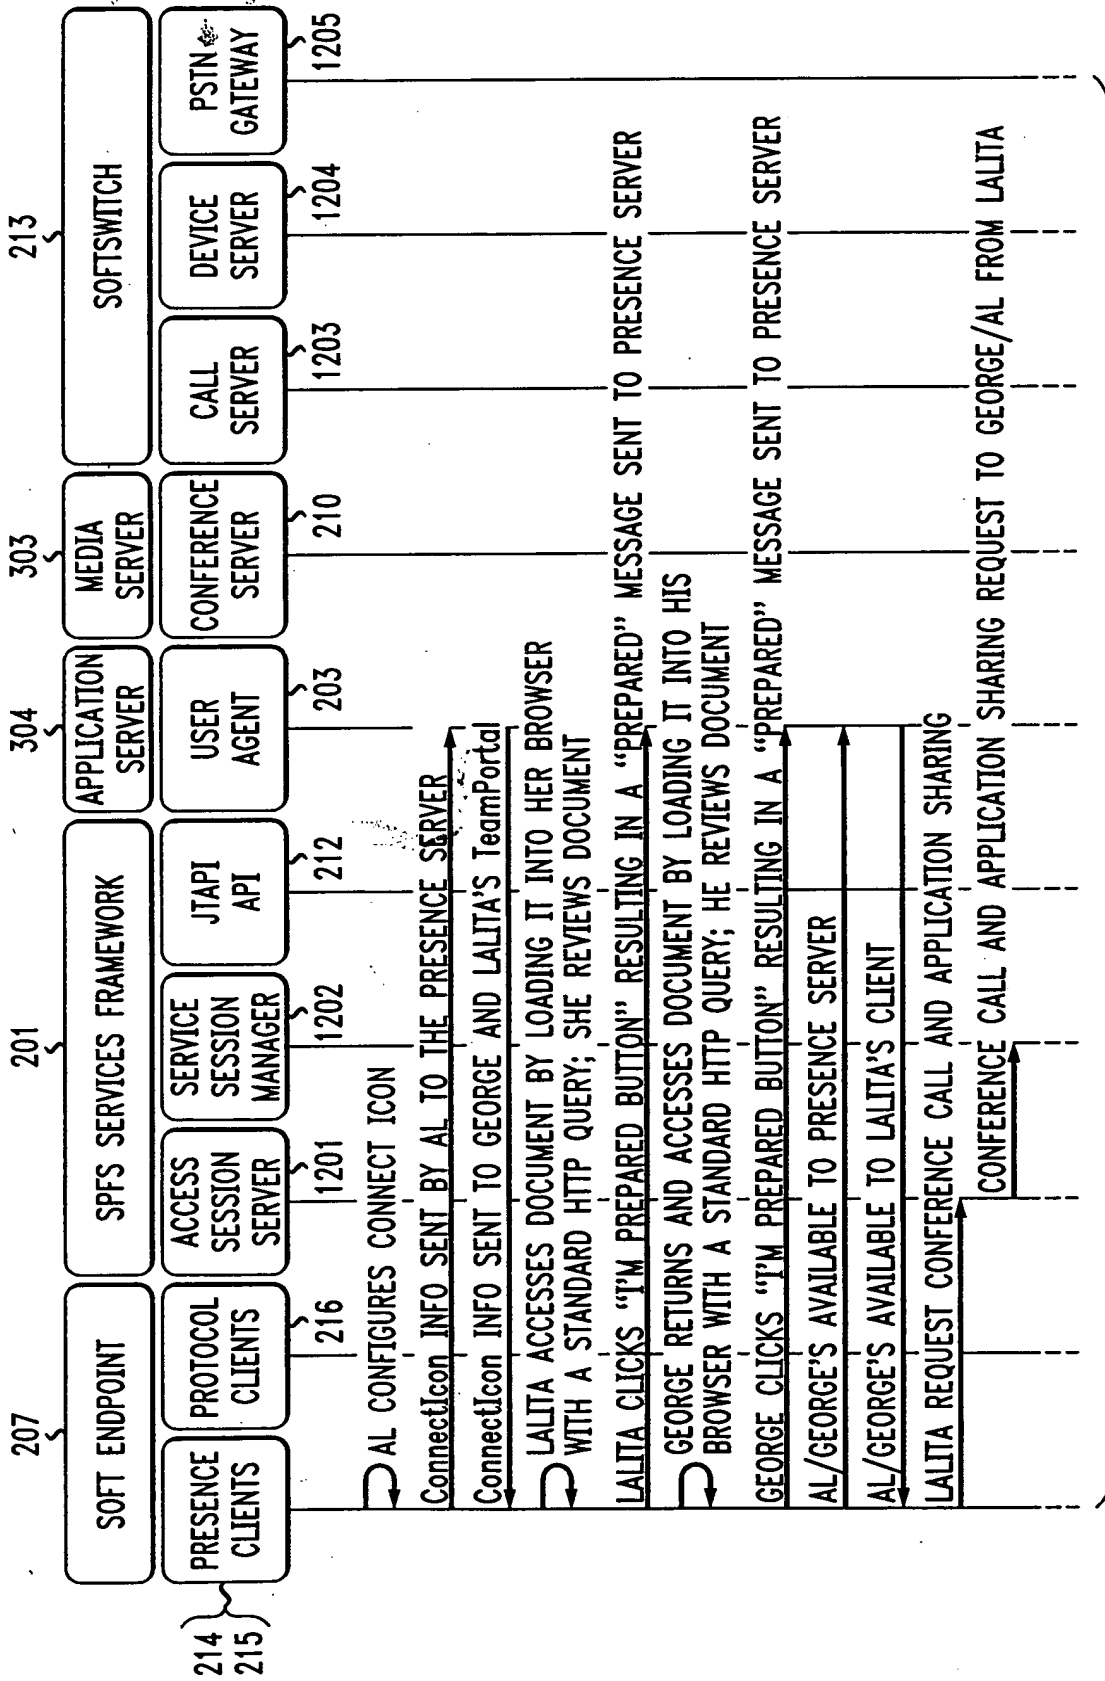 207
201
304
303
213
SOFT ENDPOINT
SPFS SERVICES FRAMEWORK
APPLICATION
SERVER
MEDIA
SERVER
SOFTSWITCH
214
215
PRESENCE
CLIENTS
PROTOCOL
CLIENTS
216
ACCESS
SESSION
SERVER
1201
SERVICE
SESSION
MANAGER
1202
JTAPI
API
212
USER
AGENT
203
CONFERENCE
SERVER
210
CALL
SERVER
1203
DEVICE
SERVER
1204
PSTN
GATEWAY
1205
AL CONFIGURES CONNECT ICON
ConnectIcon INFO SENT BY AL TO THE PRESENCE SERVER
ConnectIcon INFO SENT TO GEORGE AND LALITA'S TeamPortal
LALITA ACCESSES DOCUMENT BY LOADING IT INTO HER BROWSER
WITH A STANDARD HTTP QUERY; SHE REVIEWS DOCUMENT
LALITA CLICKS “I'M PREPARED BUTTON” RESULTING IN A “PREPARED” MESSAGE SENT TO PRESENCE SERVER
GEORGE RETURNS AND ACCESSES DOCUMENT BY LOADING IT INTO HIS
BROWSER WITH A STANDARD HTTP QUERY; HE REVIEWS DOCUMENT
GEORGE CLICKS “I'M PREPARED BUTTON” RESULTING IN A “PREPARED” MESSAGE SENT TO PRESENCE SERVER
AL/GEORGE'S AVAILABLE TO PRESENCE SERVER
AL/GEORGE'S AVAILABLE TO LALITA'S CLIENT
LALITA REQUEST CONFERENCE CALL AND APPLICATION SHARING
CONFERENCE CALL AND APPLICATION SHARING REQUEST TO GEORGE/AL FROM LALITA